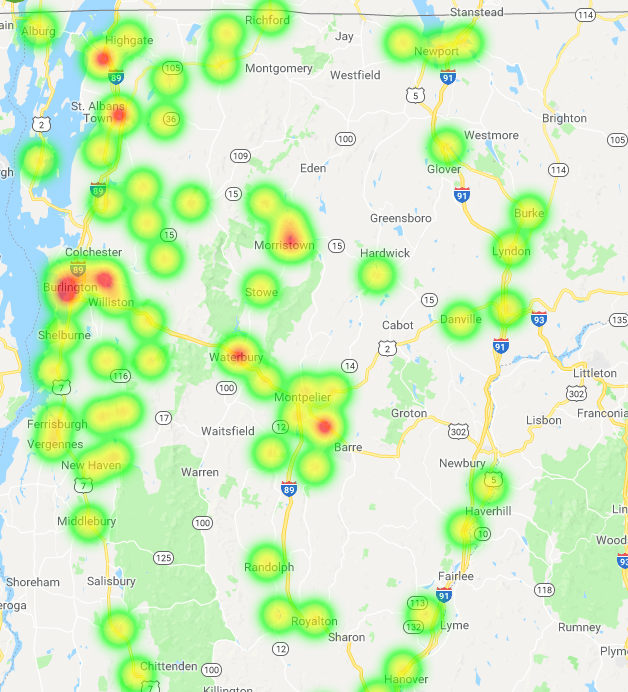 Stanstead
Richford
114
Alburg
Highgate
Jay
Newport
105
Montgomery
Westfield
89
91
5
St. Albans
Town
2
36
Brighton
100
Westmore
105
109
Glover
Eden
114
89
15
91
Greensboro
Burke
15
Morristown
15
Colchester
Hardwick
Lyndon
89
Burlington
Williston
Stowe
15
Danville
93
135
Shelburne
Cabot
2
91
Waterbury
116
14
Littleton
7
100
Montpelier
302
Groton
Franconia
Ferrisburgh
17
12
Waitsfield
302
Lisbon
Vergennes
Barre
New Haven
Warren
Newbury
7
89
5
Middlebury
100
Haverhill
10
125
Randolph
Shoreham
Salisbury
Fairlee
91
118
113
Royalton
132
Lyme
Rumney
Sharon
12
Chittenden
100
Hanover
7
Killington